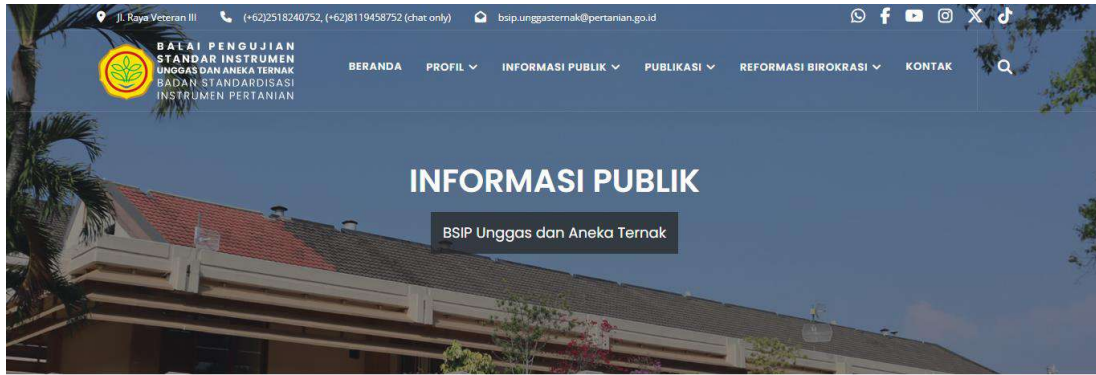 Jl. Raya Veteran III (+62)2518240752, (+62)8119458752 (chat only) bsip.unggasternak@pertanian.go.id
BALAI PENGUJIAN
STANDAR INSTRUMEN
UNGGAS DAN ANEKA TERNAK
BADAN STANDARDISASI
INSTRUMEN PERTANIAN
BERANDA PROFIL INFORMASI PUBLIK PUBLIKASI REFORMASI BIROKRASI KONTAK
INFORMASI PUBLIK
BSIP Unggas dan Aneka Ternak